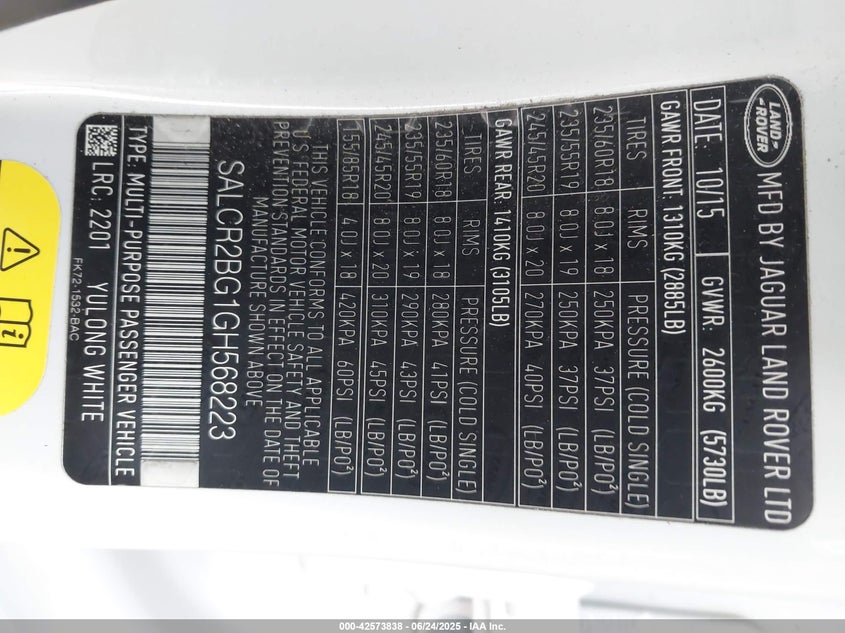 LAND ROVER
MFD BY JAGUAR LAND ROVER LTD
DATE: 10/15 GVWR: 2600KG (5730LB)
GAWR FRONT: 1310KG (2885LB)
TIRES RIMS PRESSURE (COLD SINGLE)
235/60R18 8.0J x 18 250KPA 37PSI (LB/PO²)
235/55R19 8.0J x 19 250KPA 37PSI (LB/PO²)
245/45R20 8.0J x 20 270KPA 40PSI (LB/PO²)
GAWR REAR: 1410KG (3105LB)
TIRES RIMS PRESSURE (COLD SINGLE)
235/60R18 8.0J x 18 280KPA 41PSI (LB/PO²)
235/55R19 8.0J x 19 290KPA 43PSI (LB/PO²)
245/45R20 8.0J x 20 310KPA 45PSI (LB/PO²)
155/85R18 4.0J x 18 420KPA 60PSI (LB/PO²)
THIS VEHICLE CONFORMS TO ALL APPLICABLE
U.S. FEDERAL MOTOR VEHICLE SAFETY AND THEFT
PREVENTION STANDARDS IN EFFECT ON THE DATE OF
MANUFACTURE SHOWN ABOVE
SALCR2BG1GH568223
TYPE: MULTI-PURPOSE PASSENGER VEHICLE
LRC: 2201 YULONG WHITE
FK72-1532-BAC
000-42573838 - 06/24/2025 - IAA Inc.